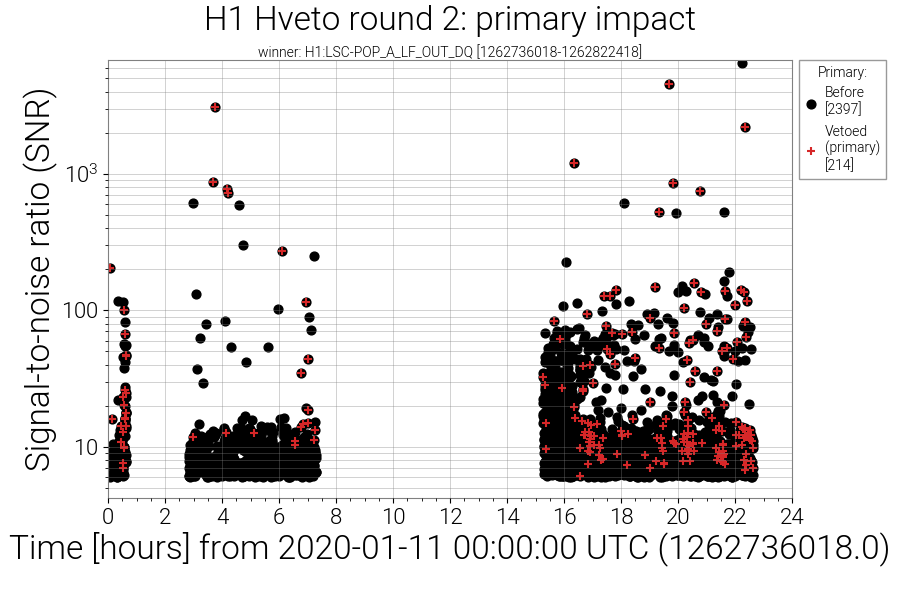 H1 Hveto round 2: primary impact
winner: H1:LSC-POP_A_LF_OUT_DQ [1262736018-1262822418]
Signal-to-noise ratio (SNR)
10³
100
10
0 2 4 6 8 10 12 14 16 18 20 22 24
Time [hours] from 2020-01-11 00:00:00 UTC (1262736018.0)
Primary:
Before
[2397]
Vetoed
(primary)
[214]